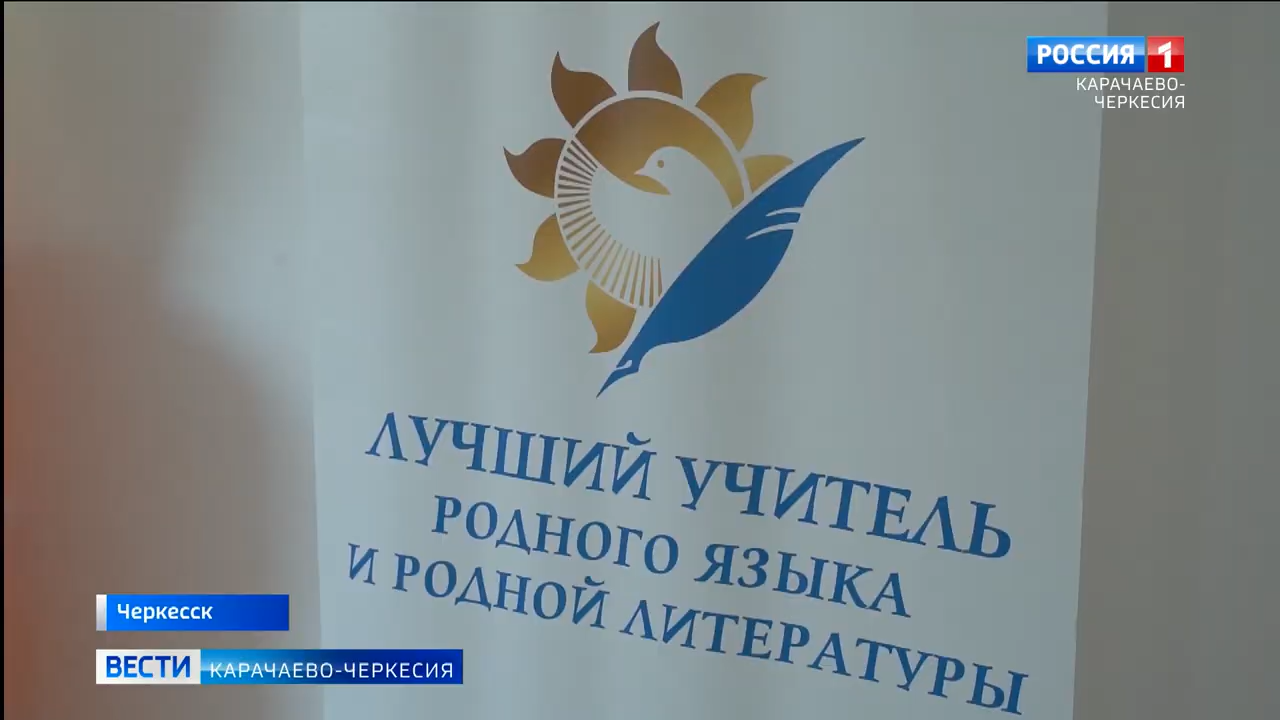 РОССИЯ 1
КАРАЧАЕВО-
ЧЕРКЕСИЯ
ЛУЧШИЙ УЧИТЕЛЬ
РОДНОГО ЯЗЫКА
И РОДНОЙ ЛИТЕРАТУРЫ
Черкесск
ВЕСТИ КАРАЧАЕВО-ЧЕРКЕСИЯ